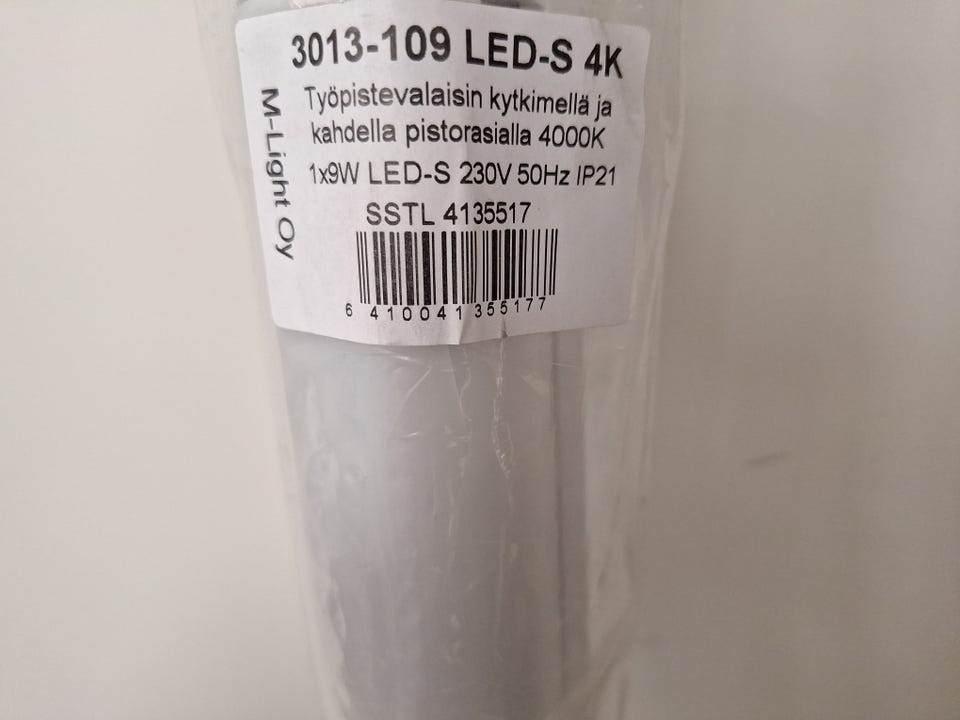 3013-109 LED-S 4K
Työpistevalaisin kytkimellä ja
kahdella pistorasialla 4000K
1x9W LED-S 230V 50Hz IP21
SSTL 4135517
6 410041 355177
M-Light Oy